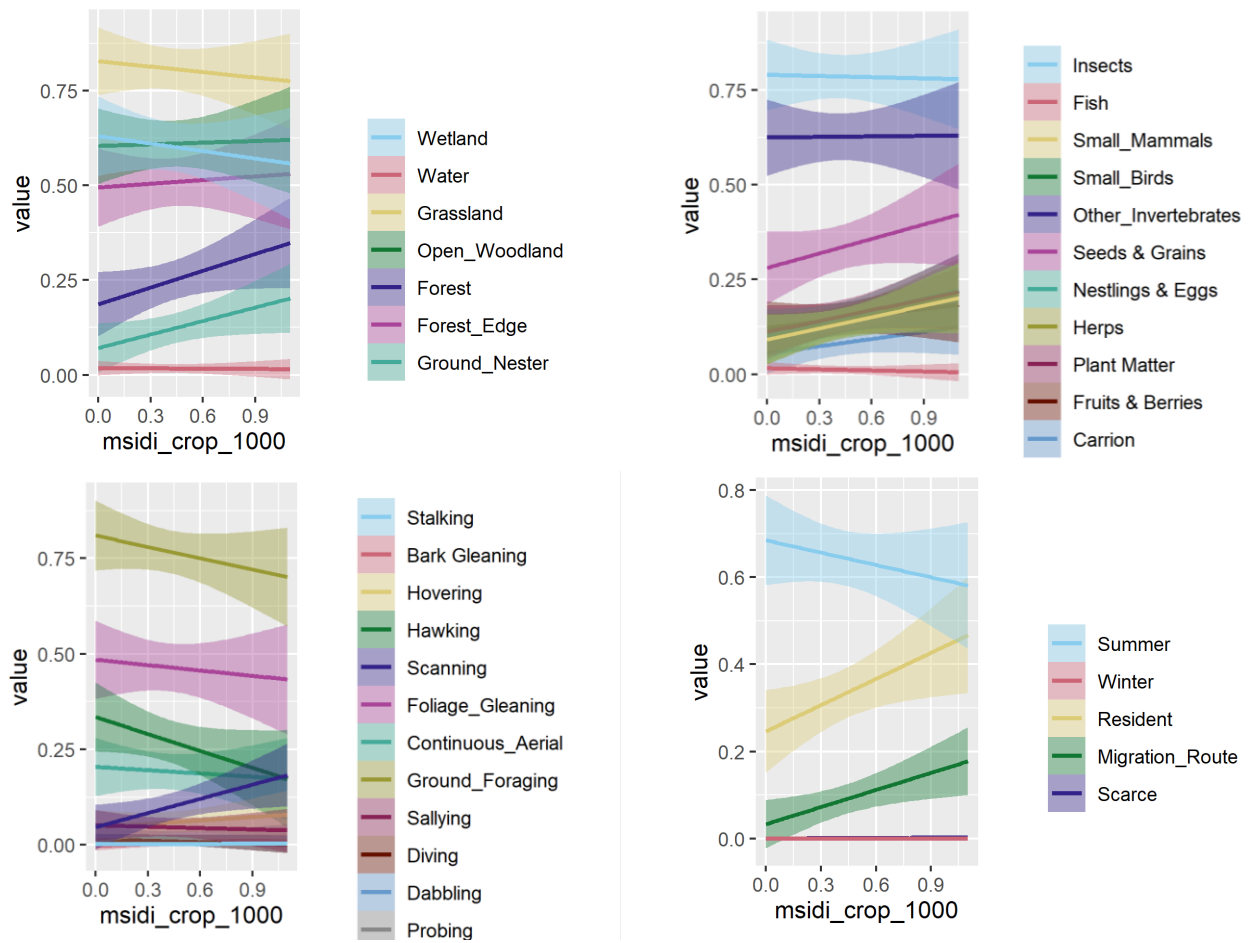 value
0.75
0.50
0.25
0.00
0.0 0.3 0.6 0.9
msidi_crop_1000
Wetland
Water
Grassland
Open_Woodland
Forest
Forest_Edge
Ground_Nester
value
0.75
0.50
0.25
0.00
0.0 0.3 0.6 0.9
msidi_crop_1000
Insects
Fish
Small_Mammals
Small_Birds
Other_Invertebrates
Seeds & Grains
Nestlings & Eggs
Herps
Plant Matter
Fruits & Berries
Carrion
value
0.75
0.50
0.25
0.00
0.0 0.3 0.6 0.9
msidi_crop_1000
Stalking
Bark Gleaning
Hovering
Hawking
Scanning
Foliage_Gleaning
Continuous_Aerial
Ground_Foraging
Sallying
Diving
Dabbling
Probing
value
0.8
0.6
0.4
0.2
0.0
0.0 0.3 0.6 0.9
msidi_crop_1000
Summer
Winter
Resident
Migration_Route
Scarce